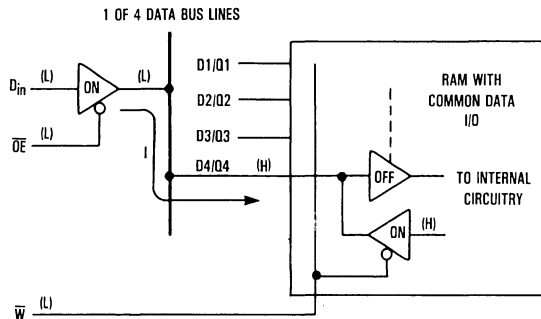 1 OF 4 DATA BUS LINES
D1/Q1
RAM WITH
COMMON DATA
I/O
Din (L) ON (L)
D2/Q2
OE (L)
D3/Q3
I
D4/Q4 (H)
OFF
TO INTERNAL
CIRCUITRY
ON (H)
W (L)